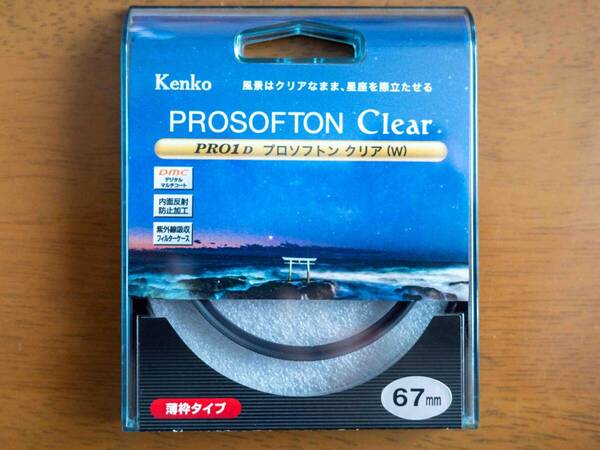 Kenko 風景はクリアなまま、星座を際立たせる
PROSOFTON Clear
PRO1D プロソフトン クリア(W)
DMC
デジタル
マルチコート
内面反射
防止加工
紫外線吸収
フィルターケース
薄枠タイプ
67mm